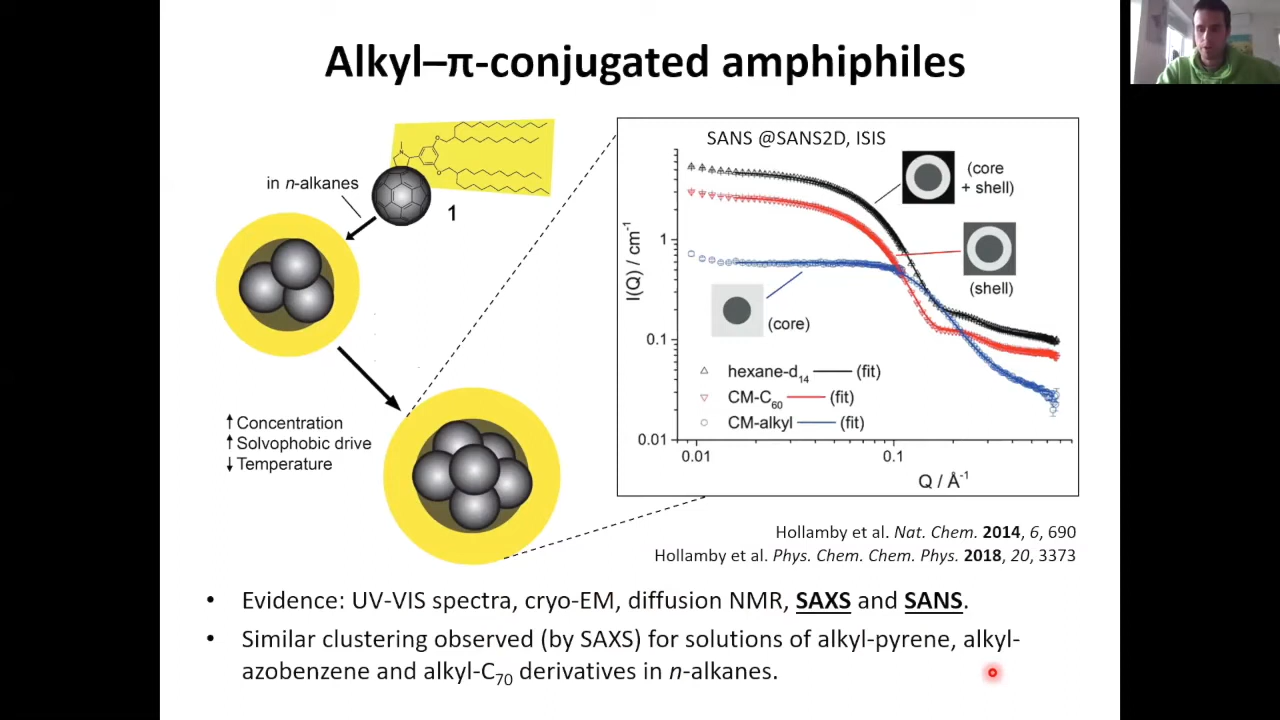 Alkyl–π-conjugated amphiphiles
in n-alkanes
N
O
O
1
↑ Concentration
↑ Solvophobic drive
↓ Temperature
SANS @SANS2D, ISIS
(core
+ shell)
(shell)
(core)
hexane-d14 (fit)
CM-C60 (fit)
CM-alkyl (fit)
I(Q) / cm-1
1
0.1
0.01
0.01 0.1
Q / Å-1
Hollamby et al. Nat. Chem. 2014, 6, 690
Hollamby et al. Phys. Chem. Chem. Phys. 2018, 20, 3373
• Evidence: UV-VIS spectra, cryo-EM, diffusion NMR, SAXS and SANS.
• Similar clustering observed (by SAXS) for solutions of alkyl-pyrene, alkyl-
azobenzene and alkyl-C70 derivatives in n-alkanes.